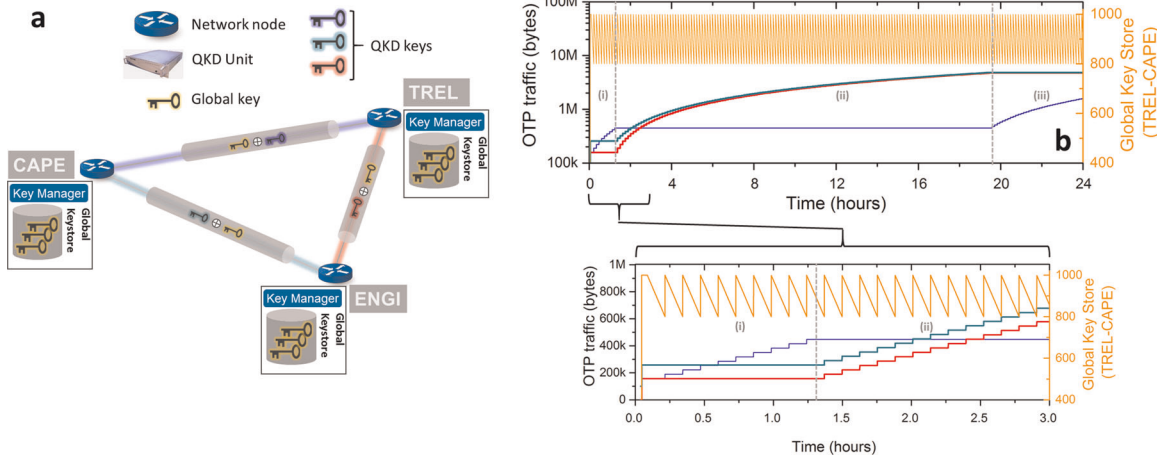 a
Network node
QKD Unit
QKD keys
Global key
TREL
Key Manager
Global
Keystore
CAPE
Key Manager
Global
Keystore
ENGI
Key Manager
Global
Keystore
b
OTP traffic (bytes)
100M
10M
1M
100k
(i)
(ii)
(iii)
0 4 8 12 16 20 24
Time (hours)
1000
800
600
400
Global Key Store
(TREL-CAPE)
OTP traffic (bytes)
1M
800k
600k
400k
200k
0
(i)
(ii)
0.0 0.5 1.0 1.5 2.0 2.5 3.0
Time (hours)
1000
800
600
400
Global Key Store
(TREL-CAPE)